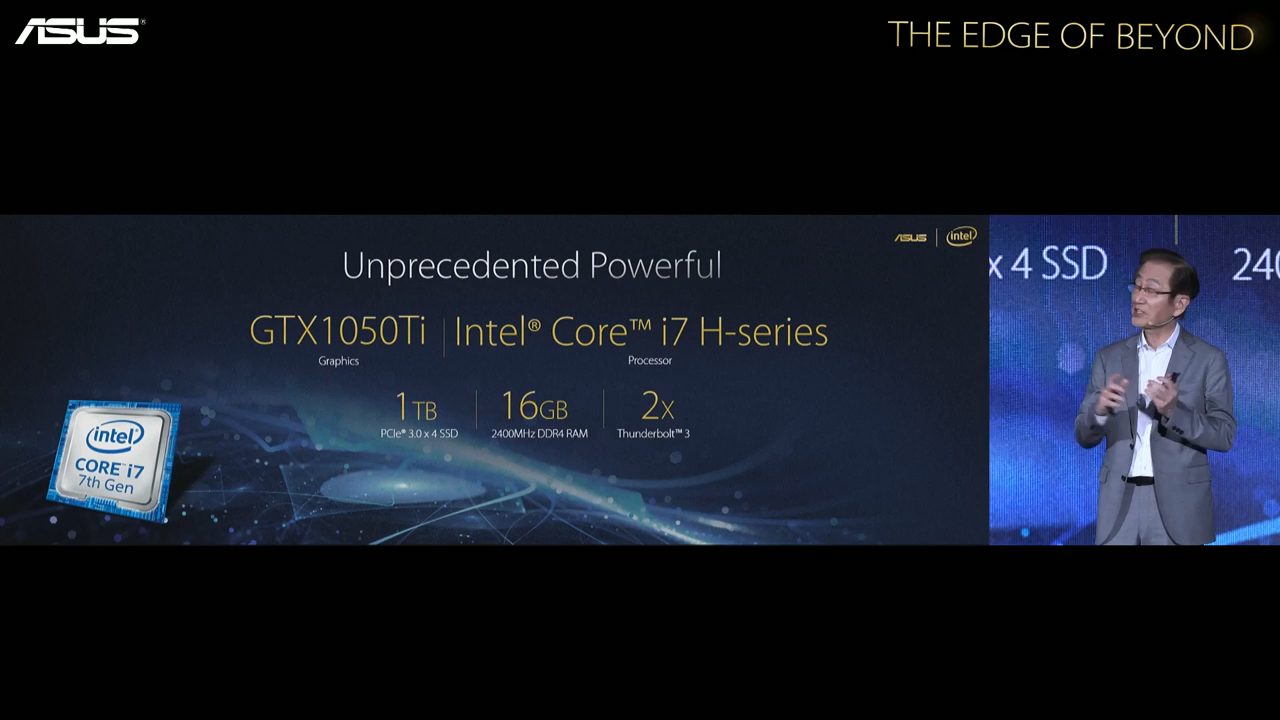 ASUS
THE EDGE OF BEYOND
ASUS | intel
Unprecedented Powerful
GTX1050Ti
Graphics
Intel® Core™ i7 H-series
Processor
1TB
PCIe® 3.0 x 4 SSD
16GB
2400MHz DDR4 RAM
2X
Thunderbolt™ 3
intel
CORE™ i7
7th Gen
x 4 SSD
240